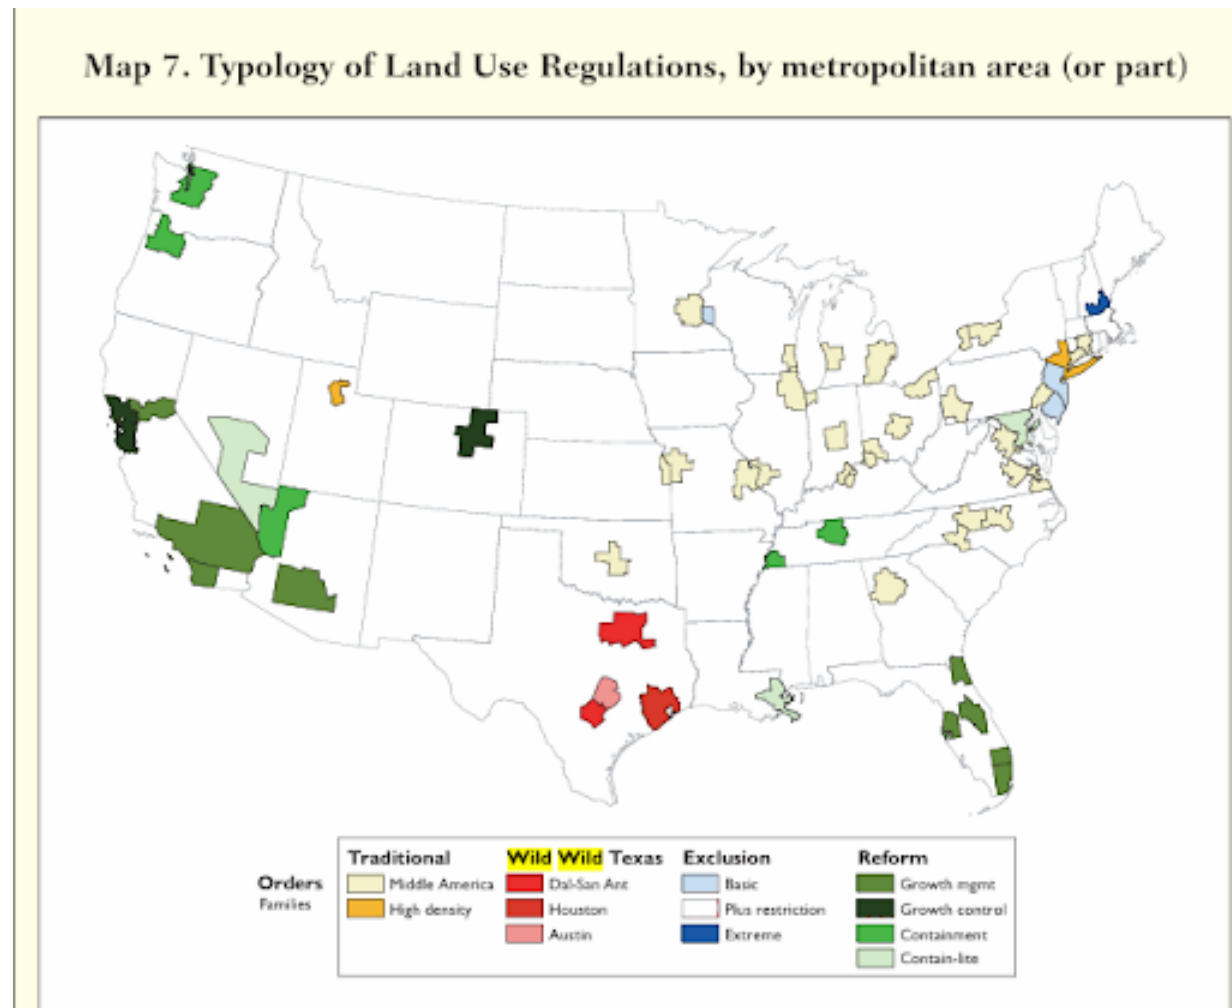 Map 7. Typology of Land Use Regulations, by metropolitan area (or part)
Orders
Families
Traditional
Middle America
High density
Wild Wild Texas
Dal-San Ant
Houston
Austin
Exclusion
Basic
Plus restriction
Extreme
Reform
Growth mgmt
Growth control
Containment
Contain-lite